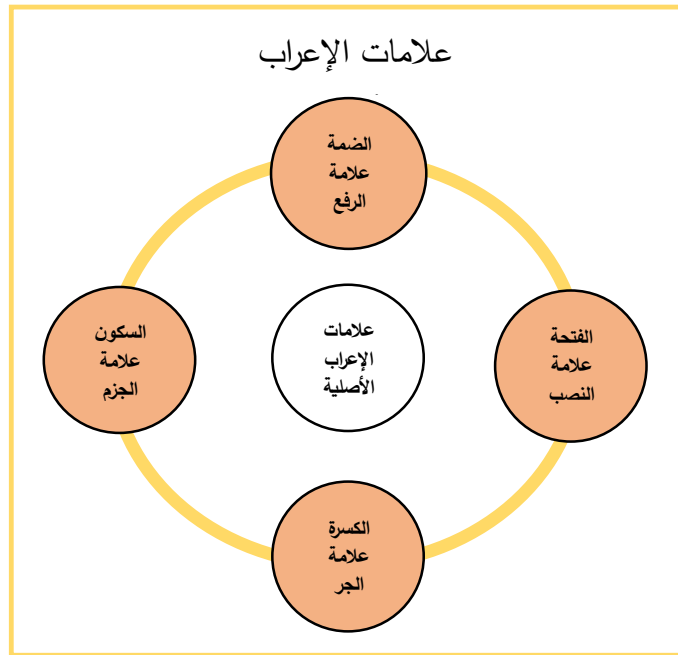 علامات الإعراب
الضمة
علامة
الرفع
الفتحة
علامة
النصب
علامات
الإعراب
الأصلية
السكون
علامة
الجزم
الكسرة
علامة
الجر